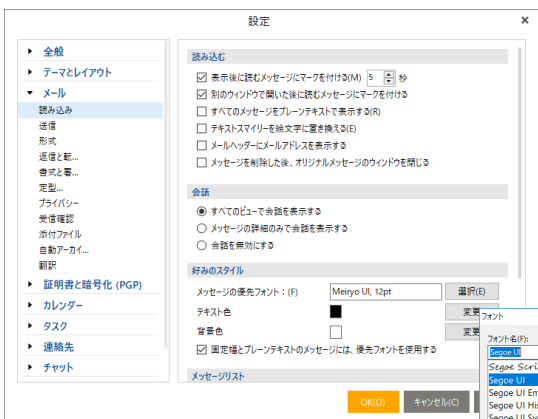 設定
全般
テーマとレイアウト
メール
読み込み
送信
形式
返信と転...
書式と署...
定型...
プライバシー
受信確認
添付ファイル
自動アーカイ...
翻訳
証明書と暗号化 (PGP)
カレンダー
タスク
連絡先
チャット
読み込む
表示後に読むメッセージにマークを付ける(M) 5 秒
別のウィンドウで開いた後に読むメッセージにマークを付ける
すべてのメッセージをプレーンテキストで表示する(R)
テキストスマイリーを絵文字に置き換える(E)
メールヘッダーにメールアドレスを表示する
メッセージを削除した後、オリジナルメッセージのウィンドウを閉じる
会話
すべてのビューで会話を表示する
メッセージの詳細のみで会話を表示する
会話を無効にする
好みのスタイル
メッセージの優先フォント：(F) Meiryo UI, 12pt 選択(E)
テキスト色 変更
背景色 変更
固定幅とプレーンテキストのメッセージには、優先フォントを使用する
メッセージリスト
OK(O) キャンセル(C)
フォント
フォント名(F):
Segoe UI
Segoe Scri
Segoe UI
Segoe UI Em
Segoe UI His
Segoe UI Sy